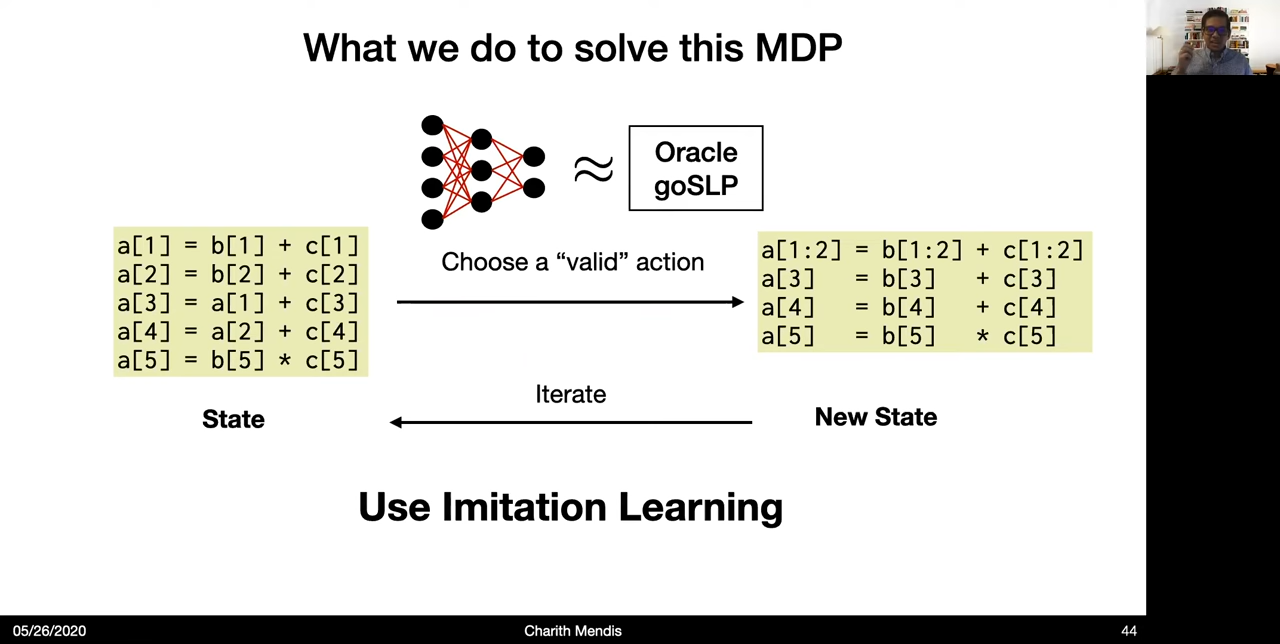 What we do to solve this MDP
≈
Oracle
goSLP
a[1] = b[1] + c[1]
a[2] = b[2] + c[2]
a[3] = a[1] + c[3]
a[4] = a[2] + c[4]
a[5] = b[5] * c[5]
Choose a “valid” action
a[1:2] = b[1:2] + c[1:2]
a[3] = b[3] + c[3]
a[4] = b[4] + c[4]
a[5] = b[5] * c[5]
Iterate
State
New State
Use Imitation Learning
05/26/2020
Charith Mendis
44